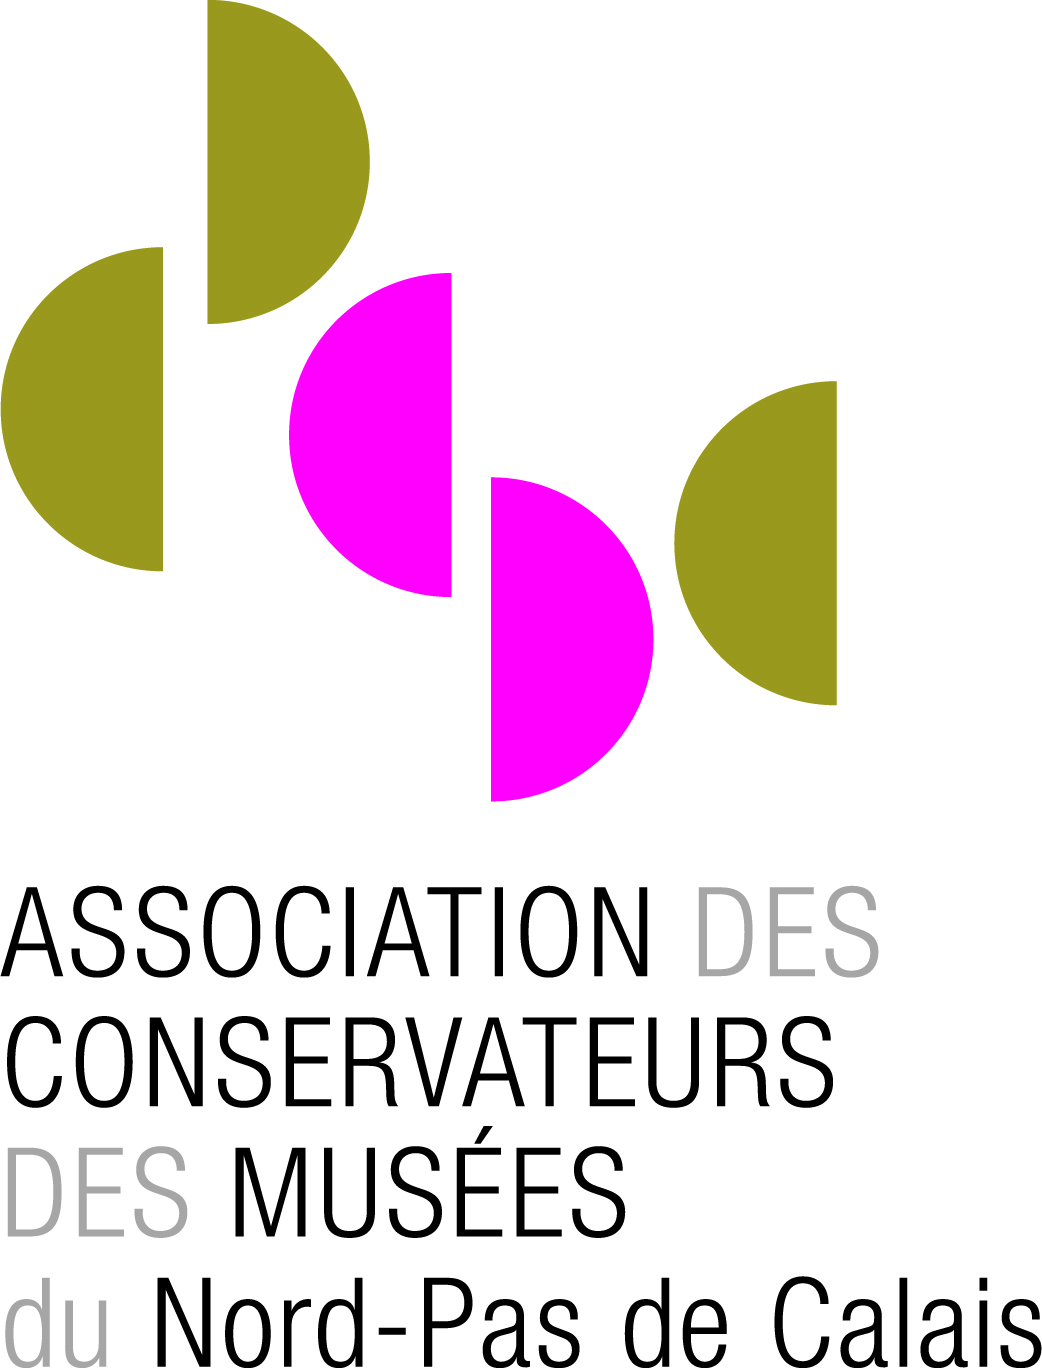 ASSOCIATION DES
CONSERVATEURS
DES MUSÉES
du Nord-Pas de Calais